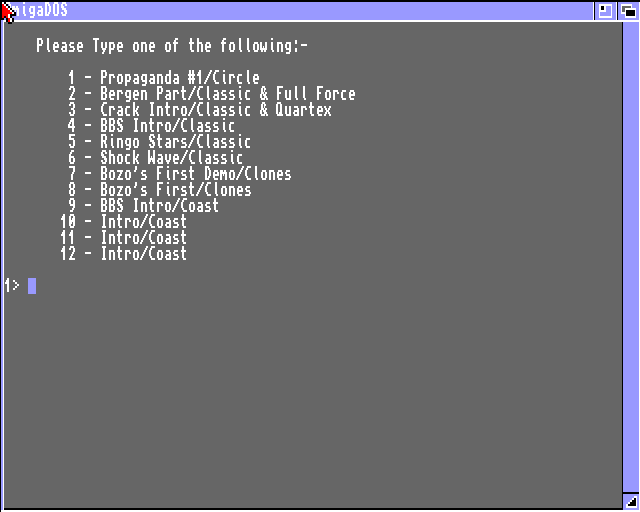 migaDOS
Please Type one of the following:-
1 - Propaganda #1/Circle
2 - Bergen Part/Classic & Full Force
3 - Crack Intro/Classic & Quartex
4 - BBS Intro/Classic
5 - Ringo Stars/Classic
6 - Shock Wave/Classic
7 - Bozo's First Demo/Clones
8 - Bozo's First/Clones
9 - BBS Intro/Coast
10 - Intro/Coast
11 - Intro/Coast
12 - Intro/Coast
1>